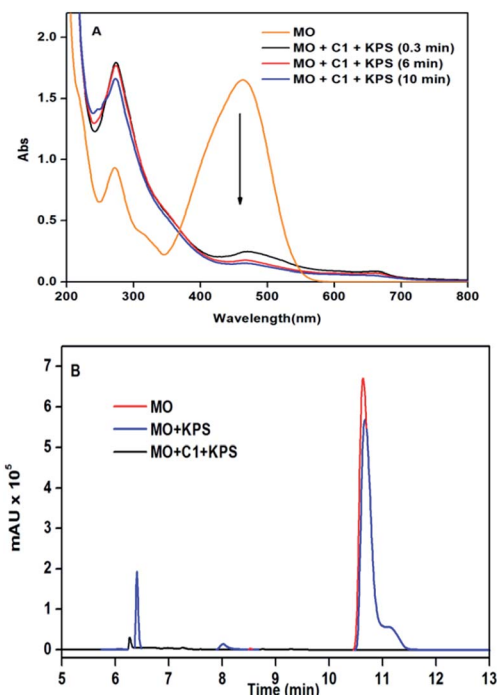 A
MO
MO + C1 + KPS (0.3 min)
MO + C1 + KPS (6 min)
MO + C1 + KPS (10 min)
2.0
1.5
1.0
0.5
0.0
Abs
200 300 400 500 600 700 800
Wavelength(nm)
B
MO
MO+KPS
MO+C1+KPS
7
6
5
4
3
2
1
0
mAU x 10⁵
5 6 7 8 9 10 11 12 13
Time (min)